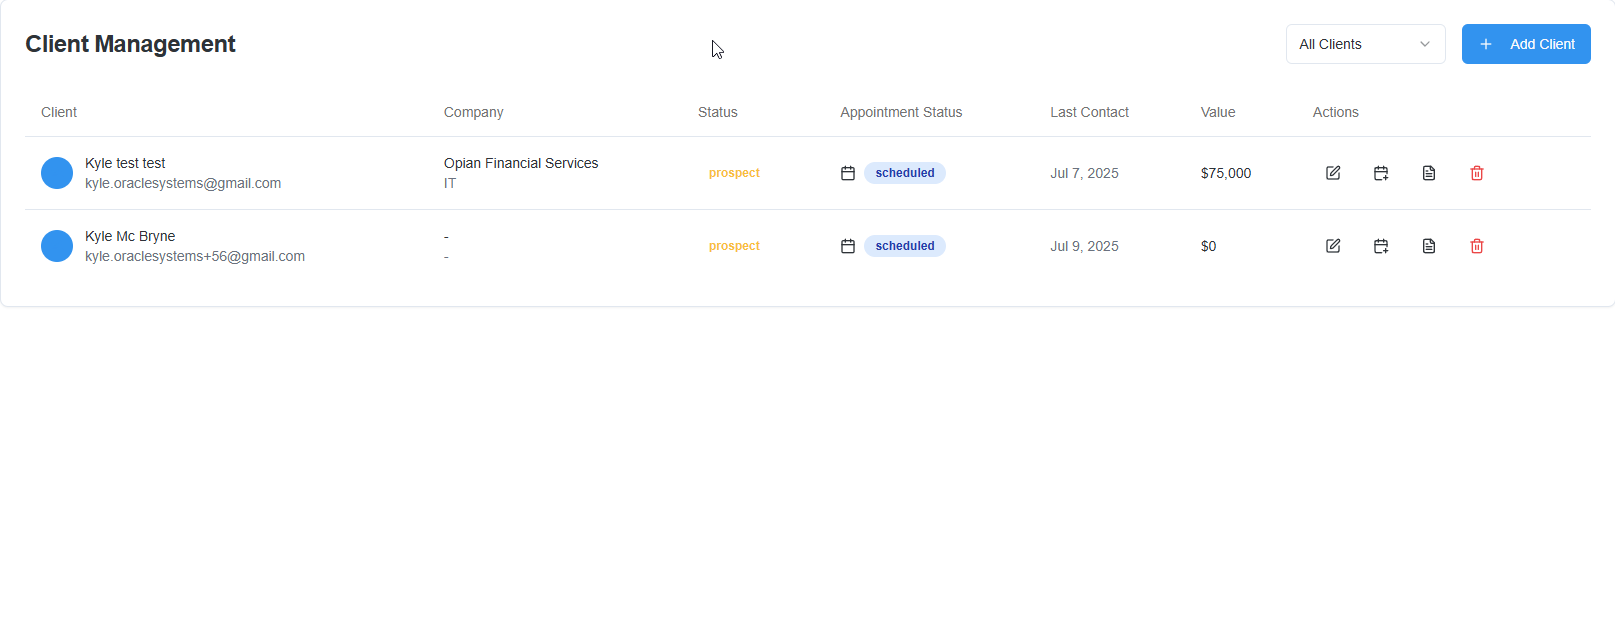 Client Management
All Clients
Add Client
Client Company Status Appointment Status Last Contact Value Actions
Kyle test test
kyle.oraclesystems@gmail.com
Opian Financial Services
IT
prospect
scheduled
Jul 7, 2025
$75,000
Kyle Mc Bryne
kyle.oraclesystems+56@gmail.com
-
-
prospect
scheduled
Jul 9, 2025
$0